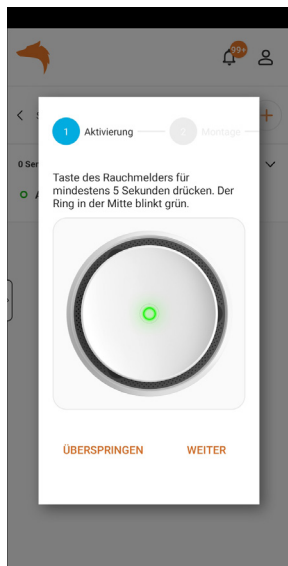 99+
1 Aktivierung 2 Montage
0 Ser
Taste des Rauchmelders für
mindestens 5 Sekunden drücken. Der
Ring in der Mitte blinkt grün.
ÜBERSPRINGEN WEITER